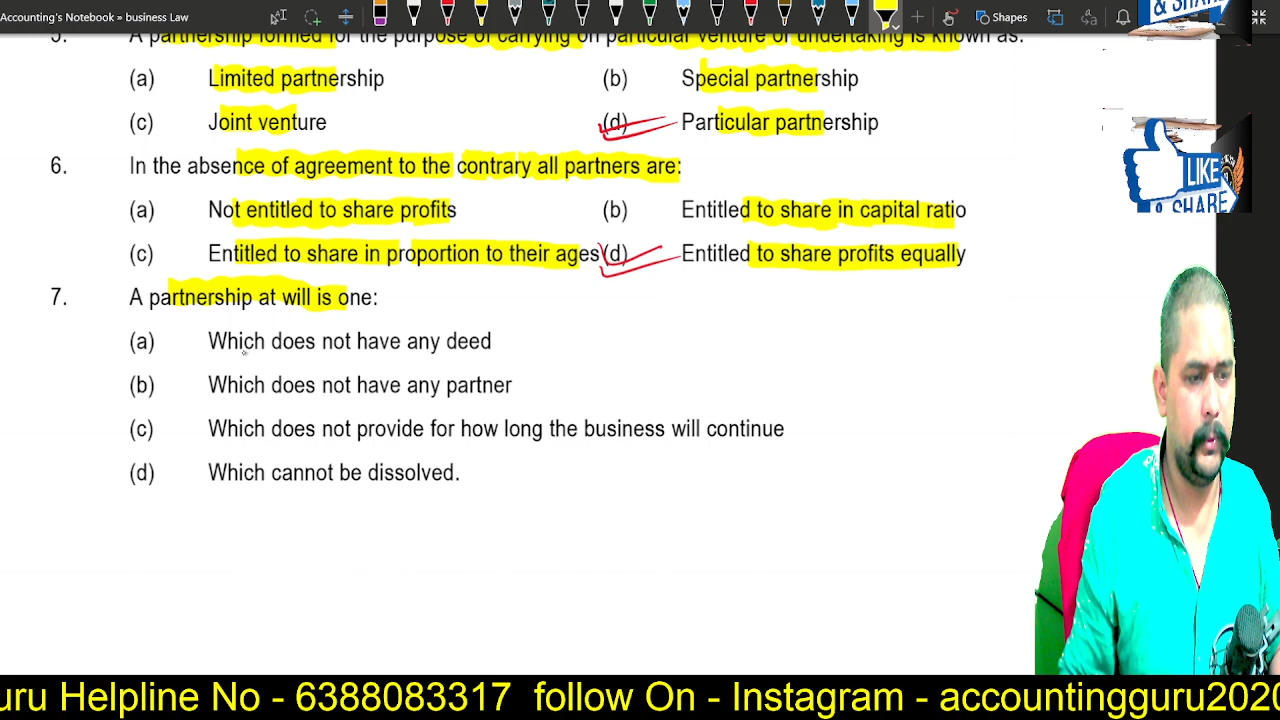 Accounting's Notebook » business Law
Shapes
& SHARE
5. A partnership formed for the purpose of carrying on particular venture or undertaking is known as:
(a) Limited partnership (b) Special partnership
(c) Joint venture (d) Particular partnership
6. In the absence of agreement to the contrary all partners are:
(a) Not entitled to share profits (b) Entitled to share in capital ratio
(c) Entitled to share in proportion to their ages (d) Entitled to share profits equally
LIKE
& SHARE
7. A partnership at will is one:
(a) Which does not have any deed
(b) Which does not have any partner
(c) Which does not provide for how long the business will continue
(d) Which cannot be dissolved.
uru Helpline No - 6388083317 follow On - Instagram - accountingguru2020